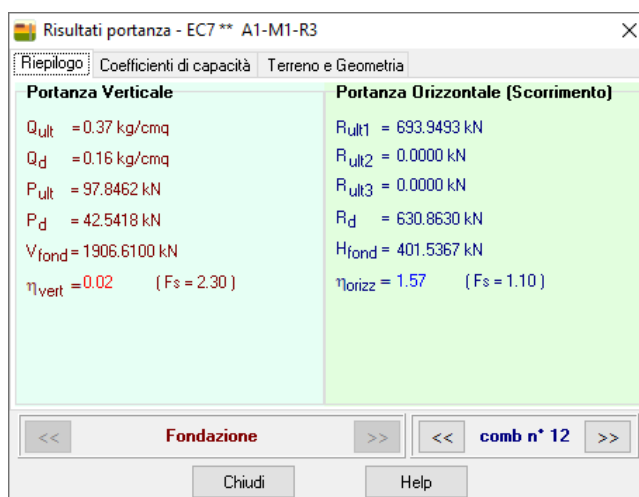 Risultati portanza - EC7 ** A1-M1-R3
Riepilogo Coefficienti di capacità Terreno e Geometria
Portanza Verticale
Qult = 0.37 kg/cmq
Qd = 0.16 kg/cmq
Pult = 97.8462 kN
Pd = 42.5418 kN
Vfond = 1906.6100 kN
ηvert = 0.02 ( Fs = 2.30 )
Portanza Orizzontale (Scorrimento)
Rult1 = 693.9493 kN
Rult2 = 0.0000 kN
Rult3 = 0.0000 kN
Rd = 630.8630 kN
Hfond = 401.5367 kN
ηorizz = 1.57 ( Fs = 1.10 )
<< Fondazione >> << comb n° 12 >>
Chiudi Help